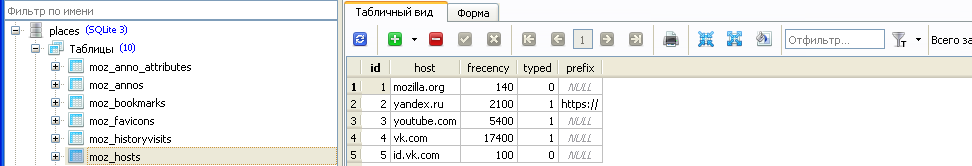 Фильтр по имени
places (SQLite 3)
Таблицы (10)
moz_anno_attributes
moz_annos
moz_bookmarks
moz_favicons
moz_historyvisits
moz_hosts
Табличный вид Форма
1 Отфильт... T Всего за
id host frecency typed prefix
1 1 mozilla.org 140 0 NULL
2 2 yandex.ru 2100 1 https://
3 3 youtube.com 5400 1 NULL
4 4 vk.com 17400 1 NULL
5 5 id.vk.com 100 0 NULL